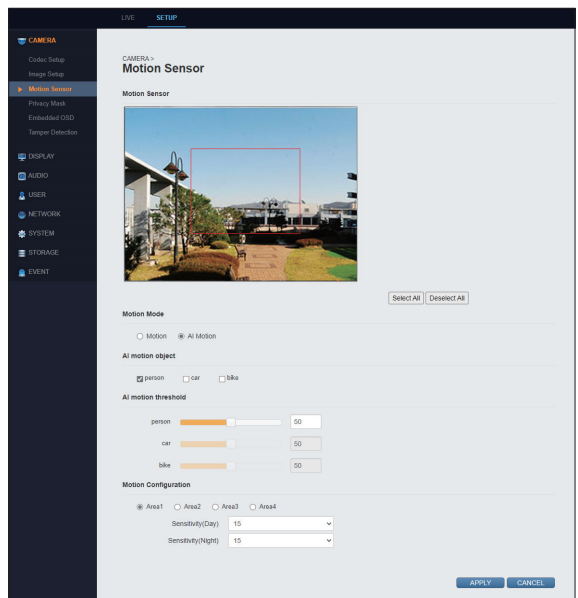 LIVE SETUP
CAMERA
Codec Setup
Image Setup
Motion Sensor
Privacy Mask
Embedded OSD
Tamper Detection
DISPLAY
AUDIO
USER
NETWORK
SYSTEM
STORAGE
EVENT
CAMERA >
Motion Sensor
Motion Sensor
Select All Deselect All
Motion Mode
Motion AI Motion
AI motion object
person car bike
AI motion threshold
person 50
car 50
bike 50
Motion Configuration
Area1 Area2 Area3 Area4
Sensitivity(Day) 15
Sensitivity(Night) 15
APPLY CANCEL